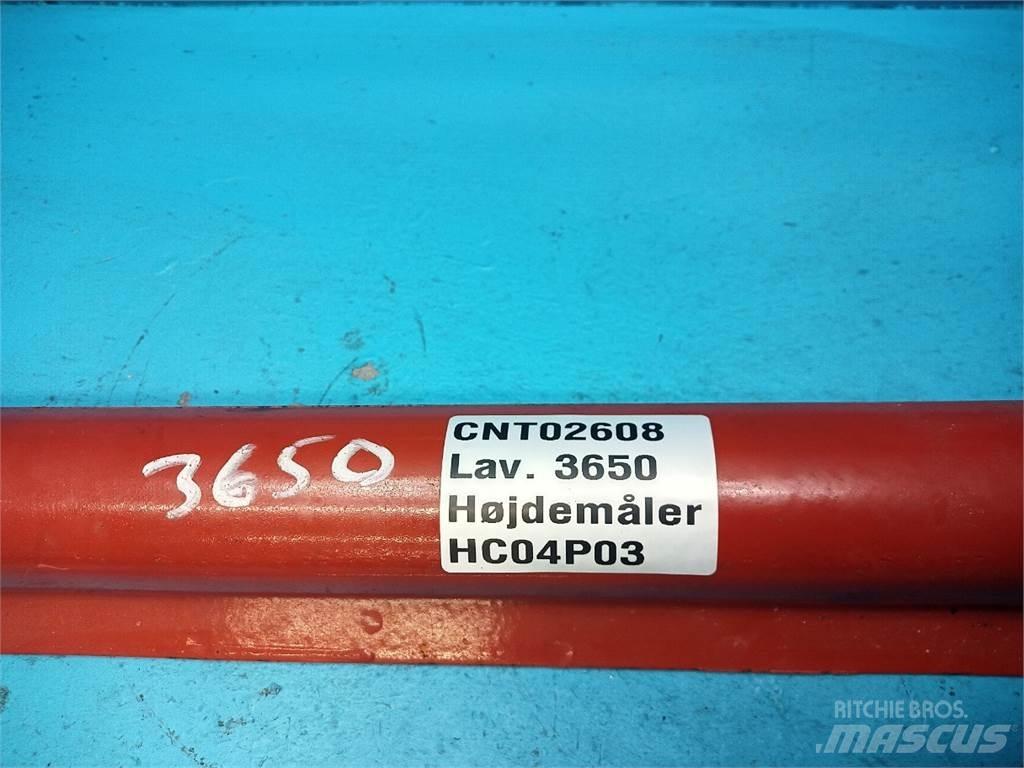 3650
CNT02608
Lav. 3650
Højdemåler
HC04P03
RITCHIE BROS.
MASCUS